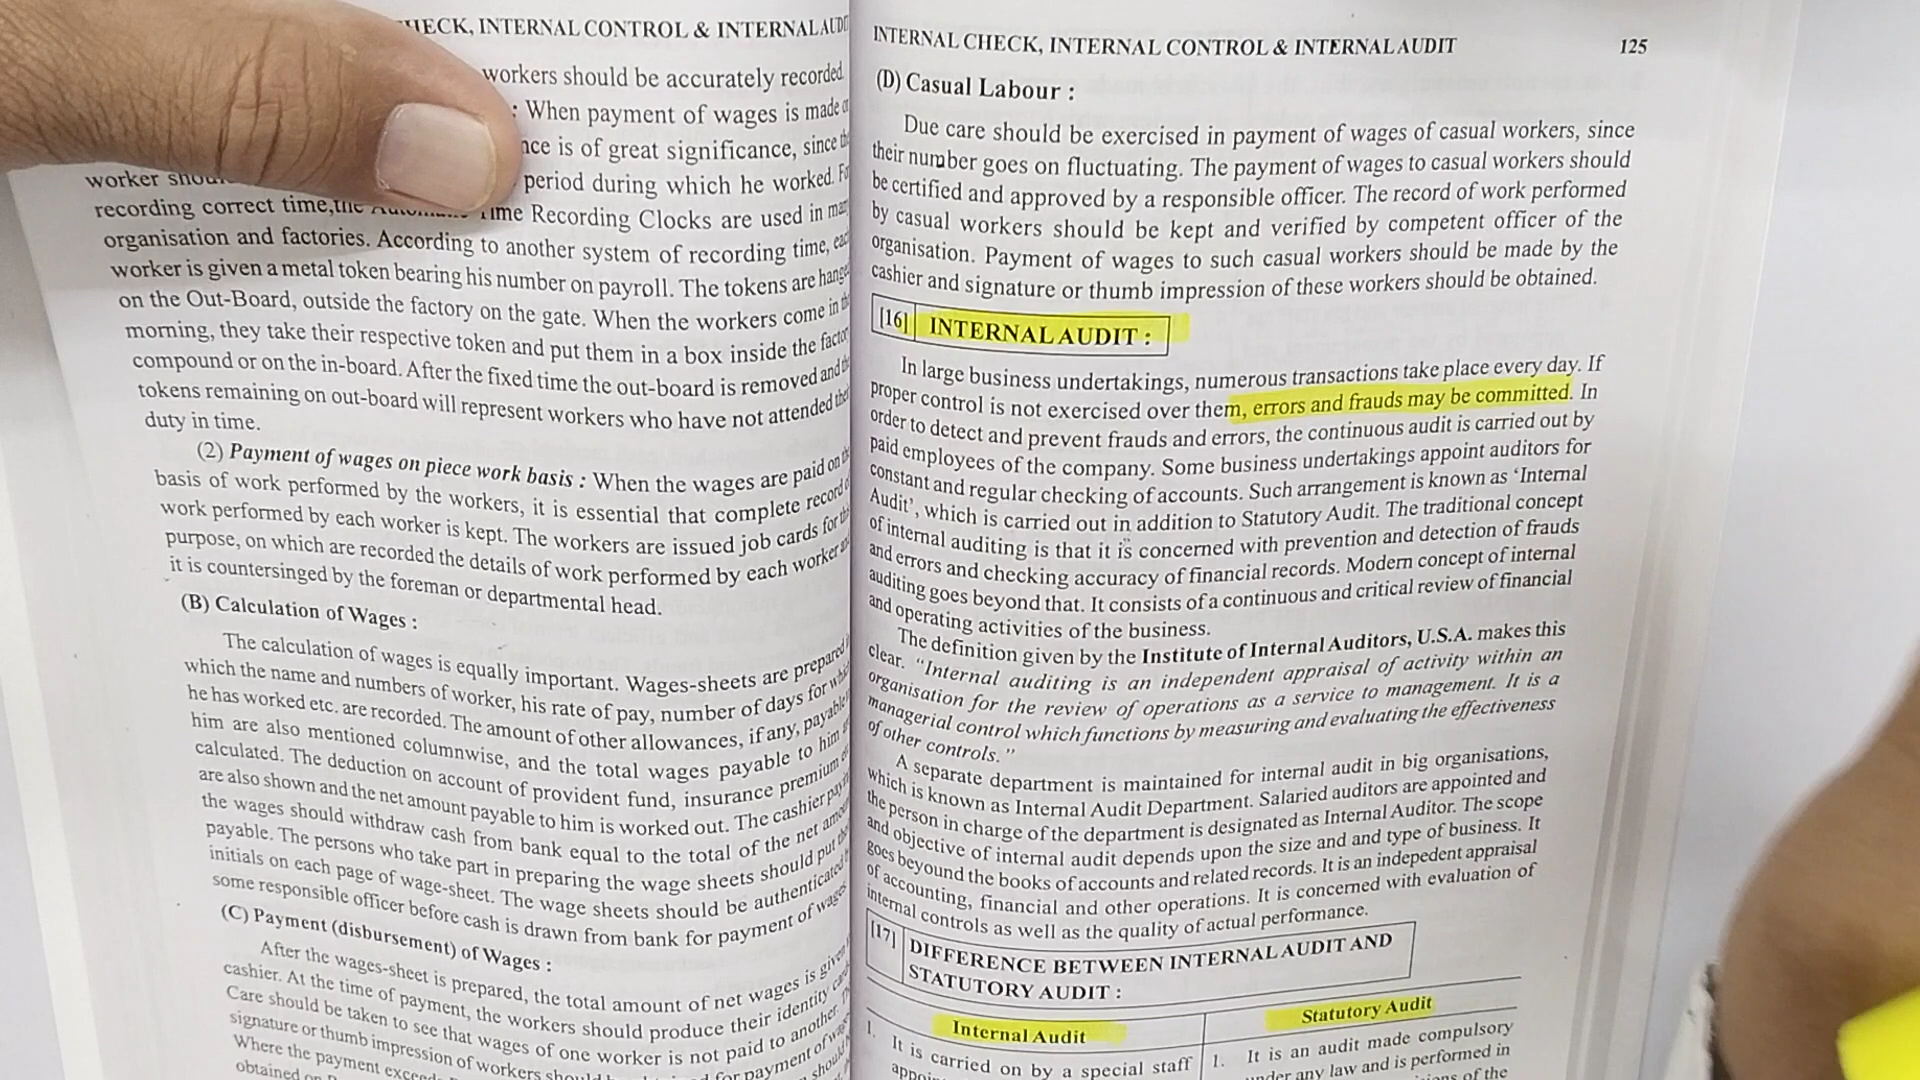 CHECK, INTERNAL CONTROL & INTERNAL AUDIT
workers should be accurately recorded.
: When payment of wages is made
is of great significance, since
worker period during which he worked.
recording correct time, the Time Recording Clocks are used in
organisation and factories. According to another system of recording time,
worker is given a metal token bearing his number on payroll. The tokens are
on the Out-Board, outside the factory on the gate. When the workers come in
morning, they take their respective token and put them in a box inside the
compound or on the in-board. After the fixed time the out-board is removed and
tokens remaining on out-board will represent workers who have not attended
duty in time.
(2) Payment of wages on piece work basis : When the wages are paid on
basis of work performed by the workers, it is essential that complete record
work performed by each worker is kept. The workers are issued job cards for
purpose, on which are recorded the details of work performed by each worker
it is countersinged by the foreman or departmental head.
(B) Calculation of Wages :
The calculation of wages is equally important. Wages-sheets are prepared
which the name and numbers of worker, his rate of pay, number of days for
he has worked etc. are recorded. The amount of other allowances, if any, payable
him are also mentioned columnwise, and the total wages payable to him
calculated. The deduction on account of provident fund, insurance premium
are also shown and the net amount payable to him is worked out. The cashier
the wages should withdraw cash from bank equal to the total of the net
payable. The persons who take part in preparing the wage sheets should put
initials on each page of wage-sheet. The wage sheets should be authenticated
some responsible officer before cash is drawn from bank for payment of wages
(C) Payment (disbursement) of Wages :
After the wages-sheet is prepared, the total amount of net wages is
cashier. At the time of payment, the workers should produce their identity
Care should be taken to see that wages of one worker is not paid to another.
signature or thumb impression of workers for payment of
Where the payment
obtained
INTERNAL CHECK, INTERNAL CONTROL & INTERNAL AUDIT 125
(D) Casual Labour :
Due care should be exercised in payment of wages of casual workers, since
their number goes on fluctuating. The payment of wages to casual workers should
be certified and approved by a responsible officer. The record of work performed
by casual workers should be kept and verified by competent officer of the
organisation. Payment of wages to such casual workers should be made by the
cashier and signature or thumb impression of these workers should be obtained.
[16] INTERNAL AUDIT :
In large business undertakings, numerous transactions take place every day. If
proper control is not exercised over them, errors and frauds may be committed. In
order to detect and prevent frauds and errors, the continuous audit is carried out by
paid employees of the company. Some business undertakings appoint auditors for
constant and regular checking of accounts. Such arrangement is known as ‘Internal
Audit’, which is carried out in addition to Statutory Audit. The traditional concept
of internal auditing is that it is concerned with prevention and detection of frauds
and errors and checking accuracy of financial records. Modern concept of internal
auditing goes beyond that. It consists of a continuous and critical review of financial
and operating activities of the business.
The definition given by the Institute of Internal Auditors, U.S.A. makes this
clear. “Internal auditing is an independent appraisal of activity within an
organisation for the review of operations as a service to management. It is a
managerial control which functions by measuring and evaluating the effectiveness
of other controls.”
A separate department is maintained for internal audit in big organisations,
which is known as Internal Audit Department. Salaried auditors are appointed and
the person in charge of the department is designated as Internal Auditor. The scope
and objective of internal audit depends upon the size and and type of business. It
goes beyound the books of accounts and related records. It is an indepedent appraisal
of accounting, financial and other operations. It is concerned with evaluation of
internal controls as well as the quality of actual performance.
[17] DIFFERENCE BETWEEN INTERNAL AUDIT AND
STATUTORY AUDIT :
Internal Audit Statutory Audit
1. It is carried on by a special staff 1. It is an audit made compulsory
under any law and is performed in
of the